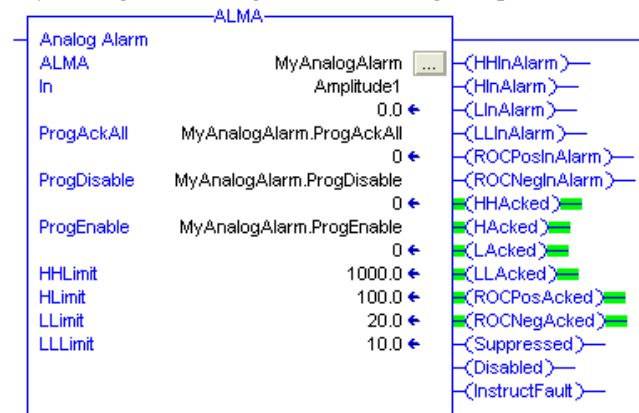 ALMA
Analog Alarm
ALMA MyAnalogAlarm ...
In Amplitude1
0.0
ProgAckAll MyAnalogAlarm.ProgAckAll
0
ProgDisable MyAnalogAlarm.ProgDisable
0
ProgEnable MyAnalogAlarm.ProgEnable
0
HHLimit 1000.0
HLimit 100.0
LLimit 20.0
LLLimit 10.0
HHInAlarm
HInAlarm
LInAlarm
LLInAlarm
ROCPosInAlarm
ROCNegInAlarm
HHAcked
HAcked
LAcked
LLAcked
ROCPosAcked
ROCNegAcked
Suppressed
Disabled
InstructFault